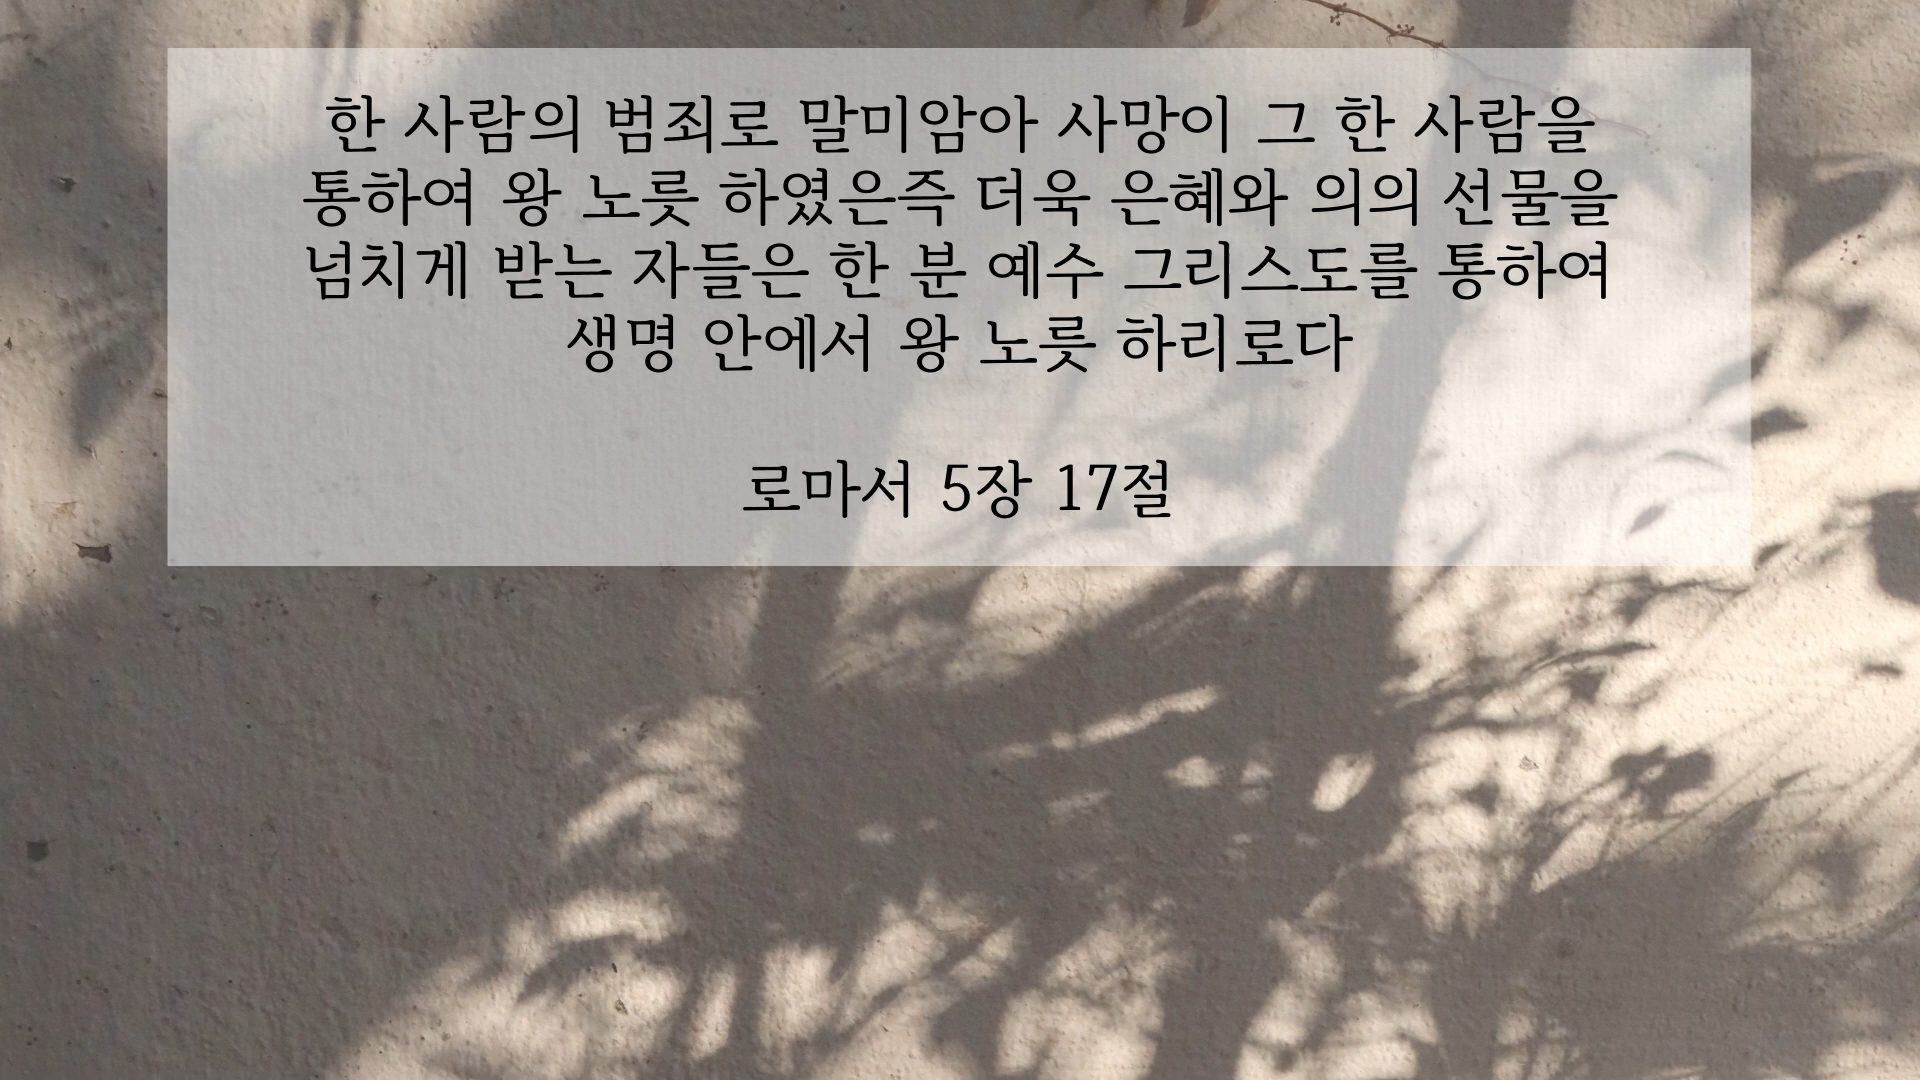 한 사람의 범죄로 말미암아 사망이 그 한 사람을
통하여 왕 노릇 하였은즉 더욱 은혜와 의의 선물을
넘치게 받는 자들은 한 분 예수 그리스도를 통하여
생명 안에서 왕 노릇 하리로다
로마서 5장 17절